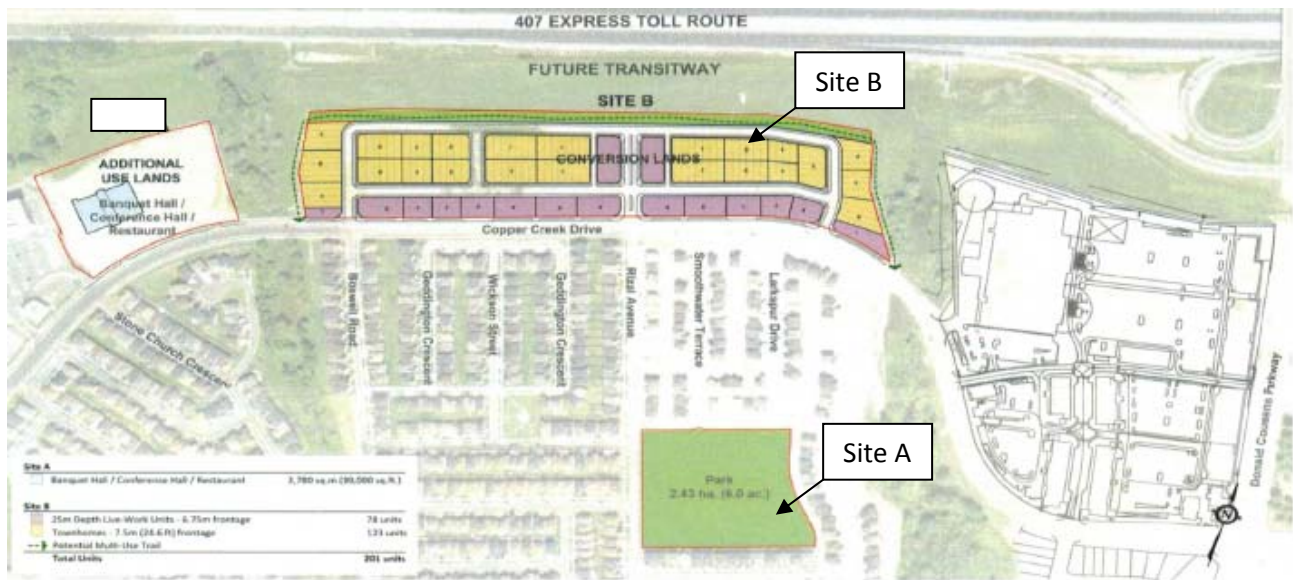 407 EXPRESS TOLL ROUTE
FUTURE TRANSITWAY
SITE B
Site B
ADDITIONAL
USE LANDS
Banquet Hall /
Conference Hall /
Restaurant
CONVERSION LANDS
Copper Creek Drive
Stone Church Crescent
Boswell Road
Geddington Crescent
Wickson Street
Geddington Crescent
Rizal Avenue
Smoothwater Terrace
Larkspur Drive
Donald Cousens Parkway
Site A
Park
2.43 ha. (6.0 ac.)
N
Site A
Banquet Hall / Conference Hall / Restaurant
Site B
25m Depth Live-Work Units - 6.75m frontage 78 units
Townhomes - 7.5m (24.6 ft) frontage 123 units
Potential Multi-Use Trail
Total Units 201 units